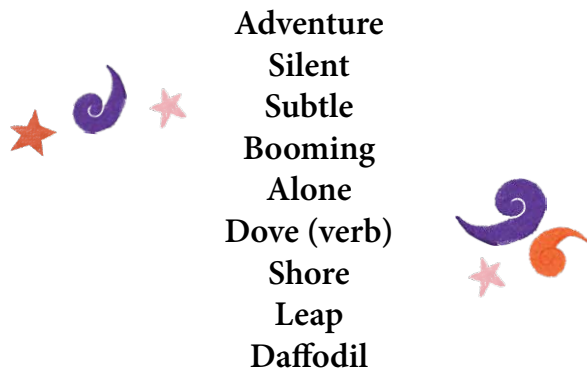 Adventure
Silent
Subtle
Booming
Alone
Dove (verb)
Shore
Leap
Daffodil